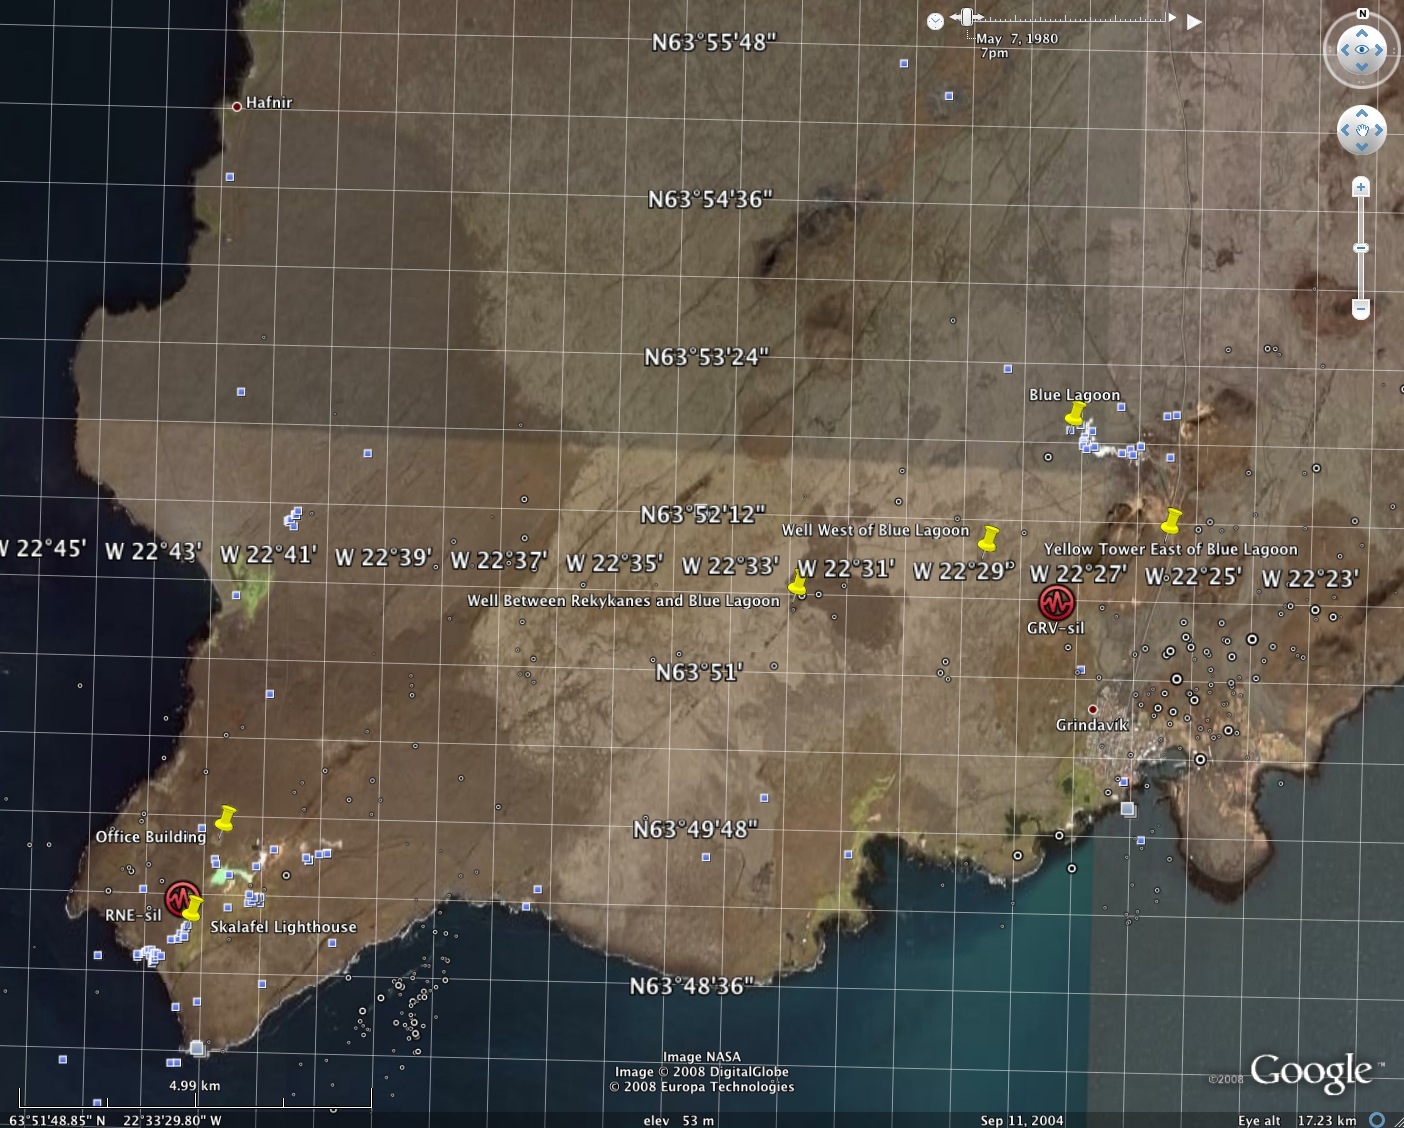 N
May 7, 1980
7pm
N63°55'48"
Hafnir
N63°54'36"
N63°53'24"
Blue Lagoon
N63°52'12"
Well West of Blue Lagoon
Yellow Tower East of Blue Lagoon
W 22°45' W 22°43' W 22°41' W 22°39' W 22°37' W 22°35' W 22°33' W 22°31' W 22°29' W 22°27' W 22°25' W 22°23'
Well Between Rekykanes and Blue Lagoon
GRV-sil
N63°51'
Grindavík
N63°49'48"
Office Building
RNE-sil
Skalafel Lighthouse
N63°48'36"
Image NASA
Image © 2008 DigitalGlobe
© 2008 Europa Technologies
©2008 Google™
4.99 km
63°51'48.85" N 22°33'29.80" W elev 53 m Sep 11, 2004 Eye alt 17.23 km